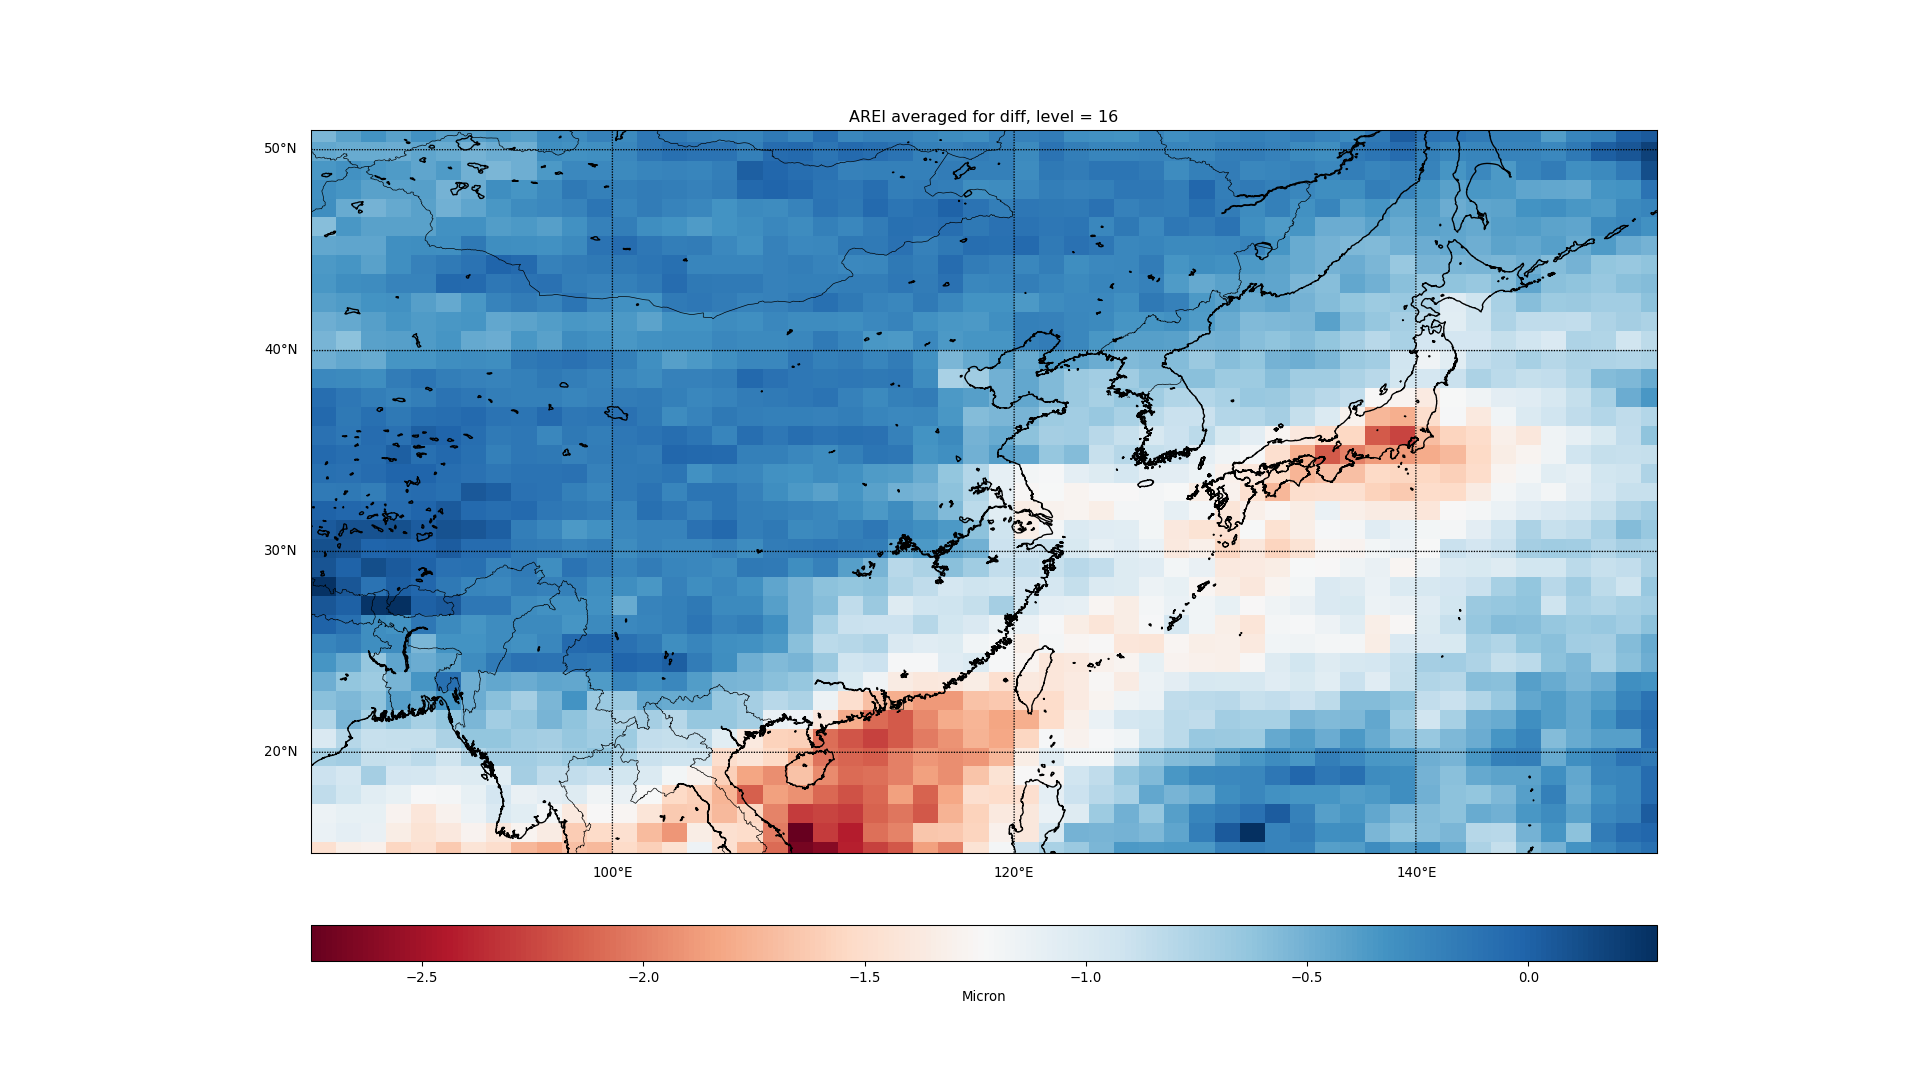 AREI averaged for diff, level = 16
50°N
40°N
30°N
20°N
100°E 120°E 140°E
−2.5 −2.0 −1.5 −1.0 −0.5 0.0
Micron